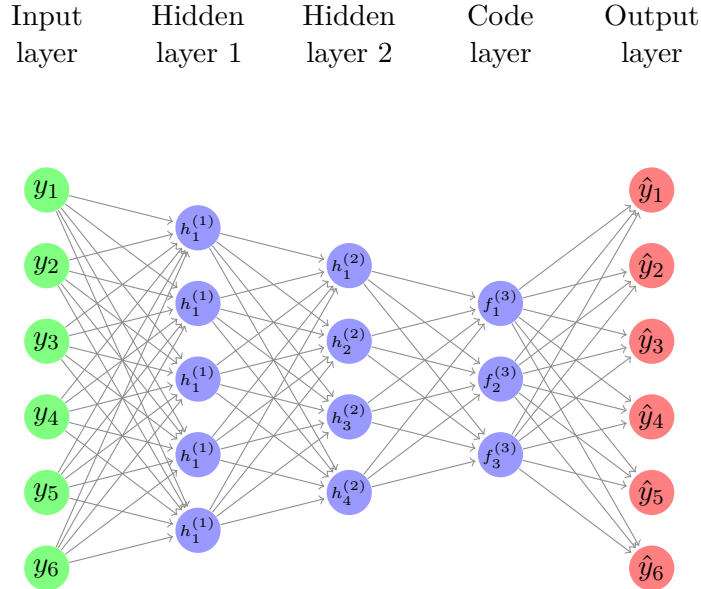 Input layer
Hidden layer 1
Hidden layer 2
Code layer
Output layer
y₁
y₂
y₃
y₄
y₅
y₆
h₁⁽¹⁾
h₁⁽¹⁾
h₁⁽¹⁾
h₁⁽¹⁾
h₁⁽¹⁾
h₁⁽²⁾
h₂⁽²⁾
h₃⁽²⁾
h₄⁽²⁾
f₁⁽³⁾
f₂⁽³⁾
f₃⁽³⁾
ŷ₁
ŷ₂
ŷ₃
ŷ₄
ŷ₅
ŷ₆